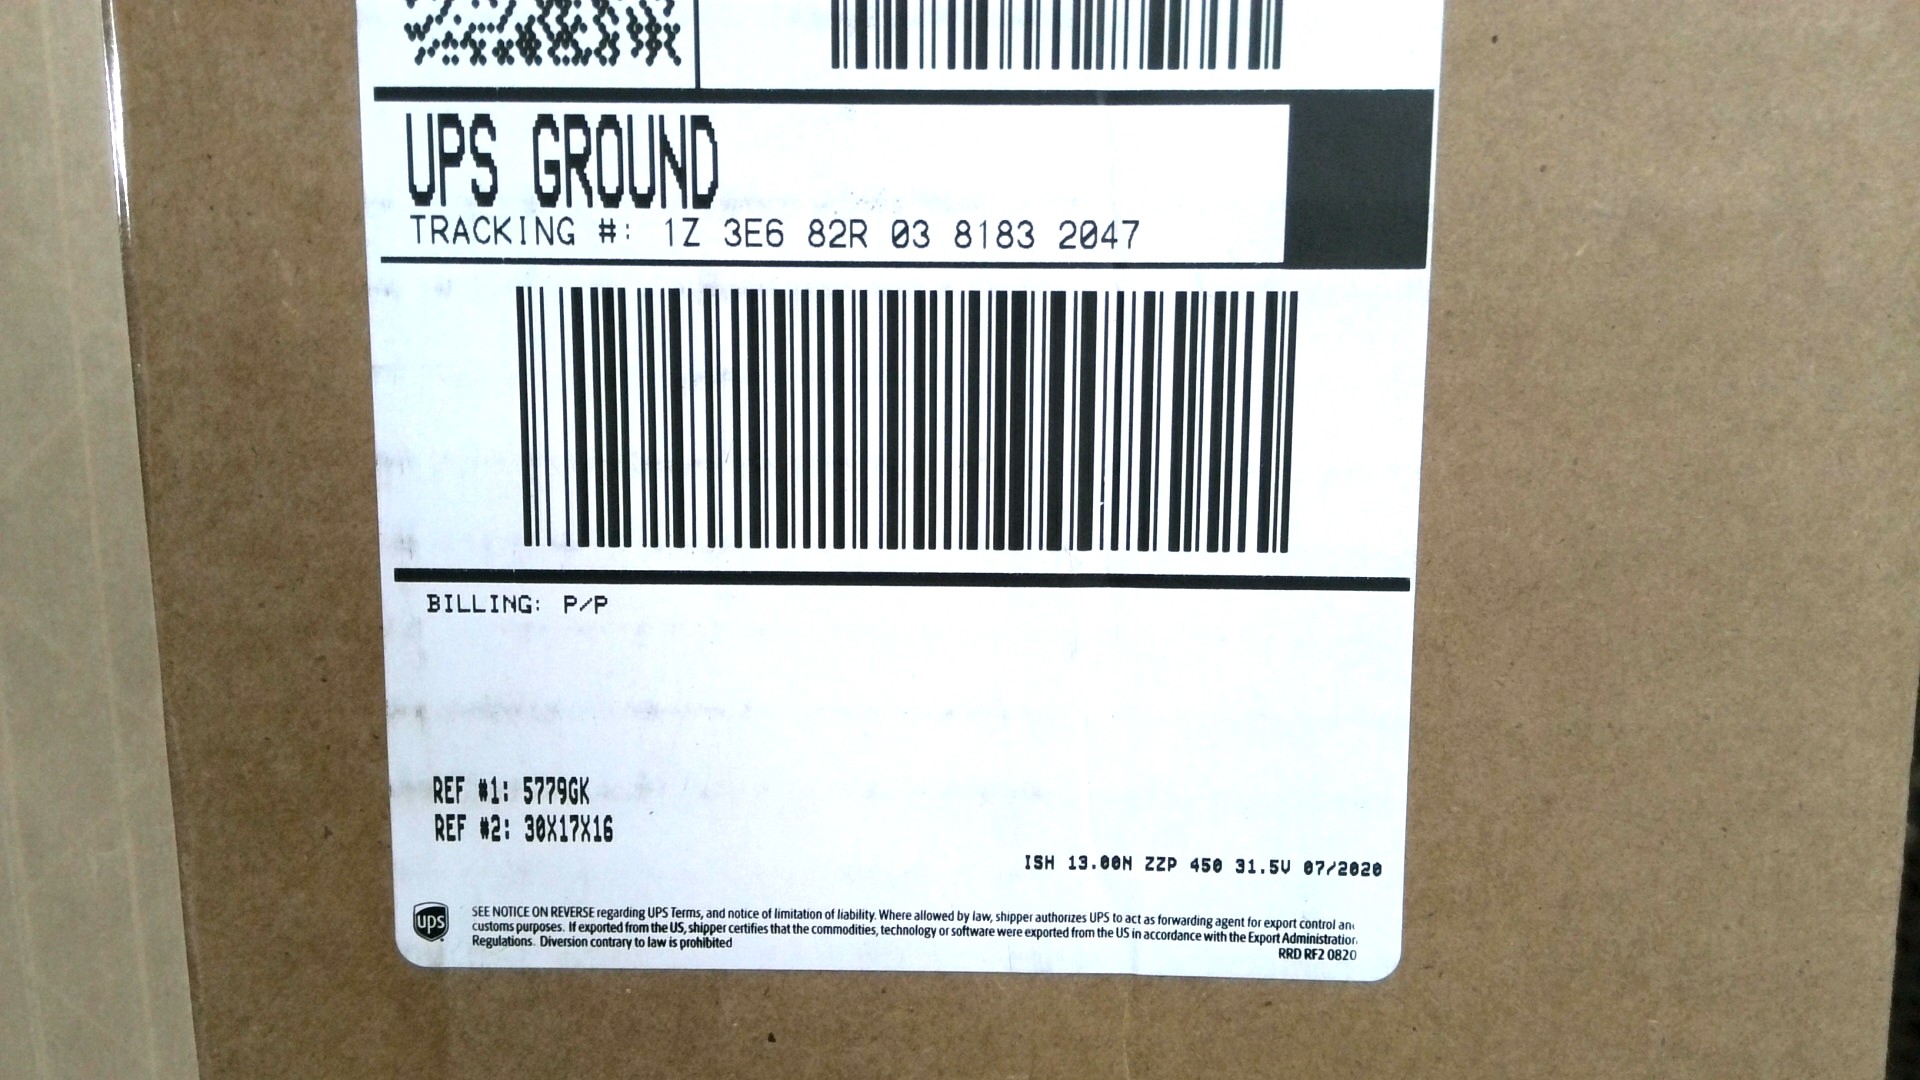 UPS GROUND
TRACKING #: 1Z 3E6 82R 03 8183 2047
BILLING: P/P
REF #1: 5779GK
REF #2: 30X17X16
ISH 13.00N ZZP 450 31.5V 07/2020
ups
SEE NOTICE ON REVERSE regarding UPS Terms, and notice of limitation of liability. Where allowed by law, shipper authorizes UPS to act as forwarding agent for export control an
customs purposes. If exported from the US, shipper certifies that the commodities, technology or software were exported from the US in accordance with the Export Administration
Regulations. Diversion contrary to law is prohibited
RRD RF2 0820